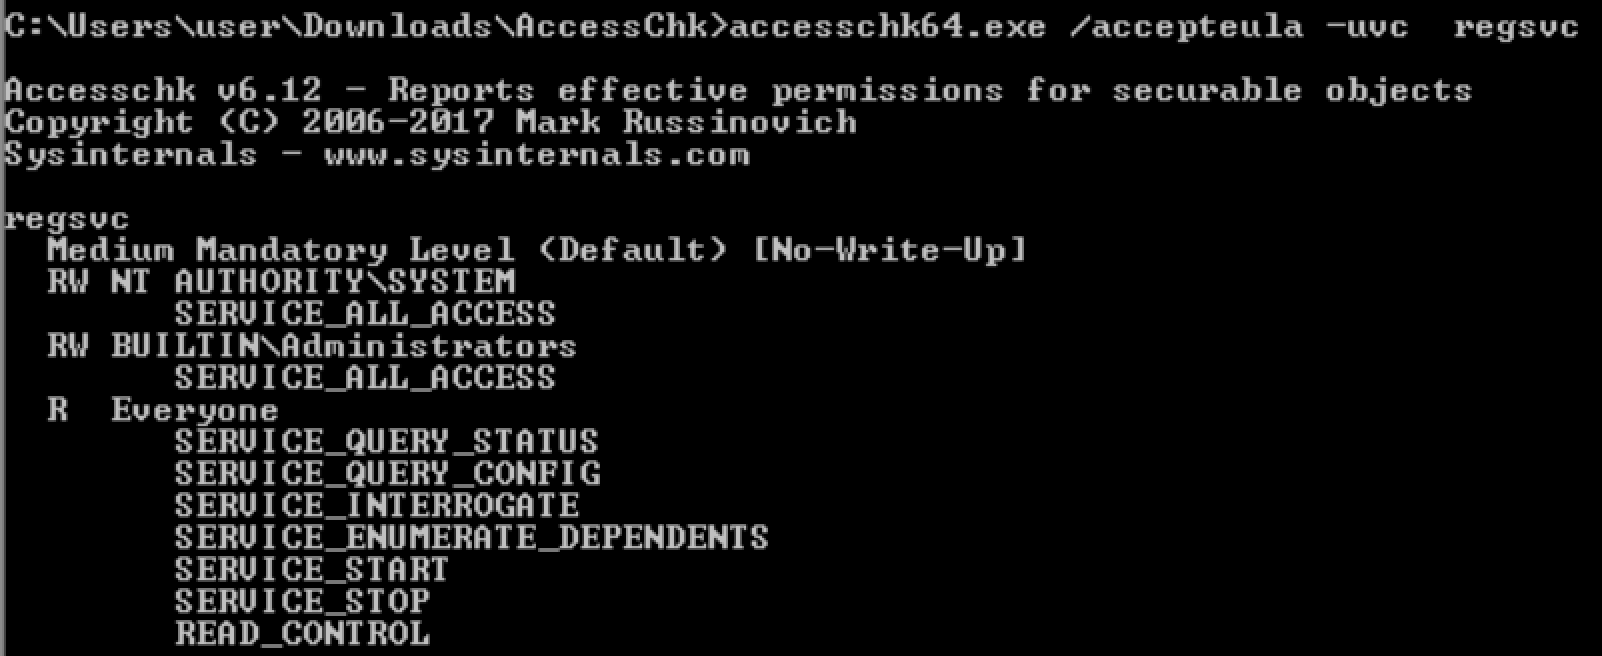 C:\Users\user\Downloads\AccessChk>accesschk64.exe /accepteula -uvc  regsvc
Accesschk v6.12 - Reports effective permissions for securable objects
Copyright (C) 2006-2017 Mark Russinovich
Sysinternals - www.sysinternals.com
regsvc
  Medium Mandatory Level (Default) [No-Write-Up]
  RW NT AUTHORITY\SYSTEM
        SERVICE_ALL_ACCESS
  RW BUILTIN\Administrators
        SERVICE_ALL_ACCESS
  R  Everyone
        SERVICE_QUERY_STATUS
        SERVICE_QUERY_CONFIG
        SERVICE_INTERROGATE
        SERVICE_ENUMERATE_DEPENDENTS
        SERVICE_START
        SERVICE_STOP
        READ_CONTROL